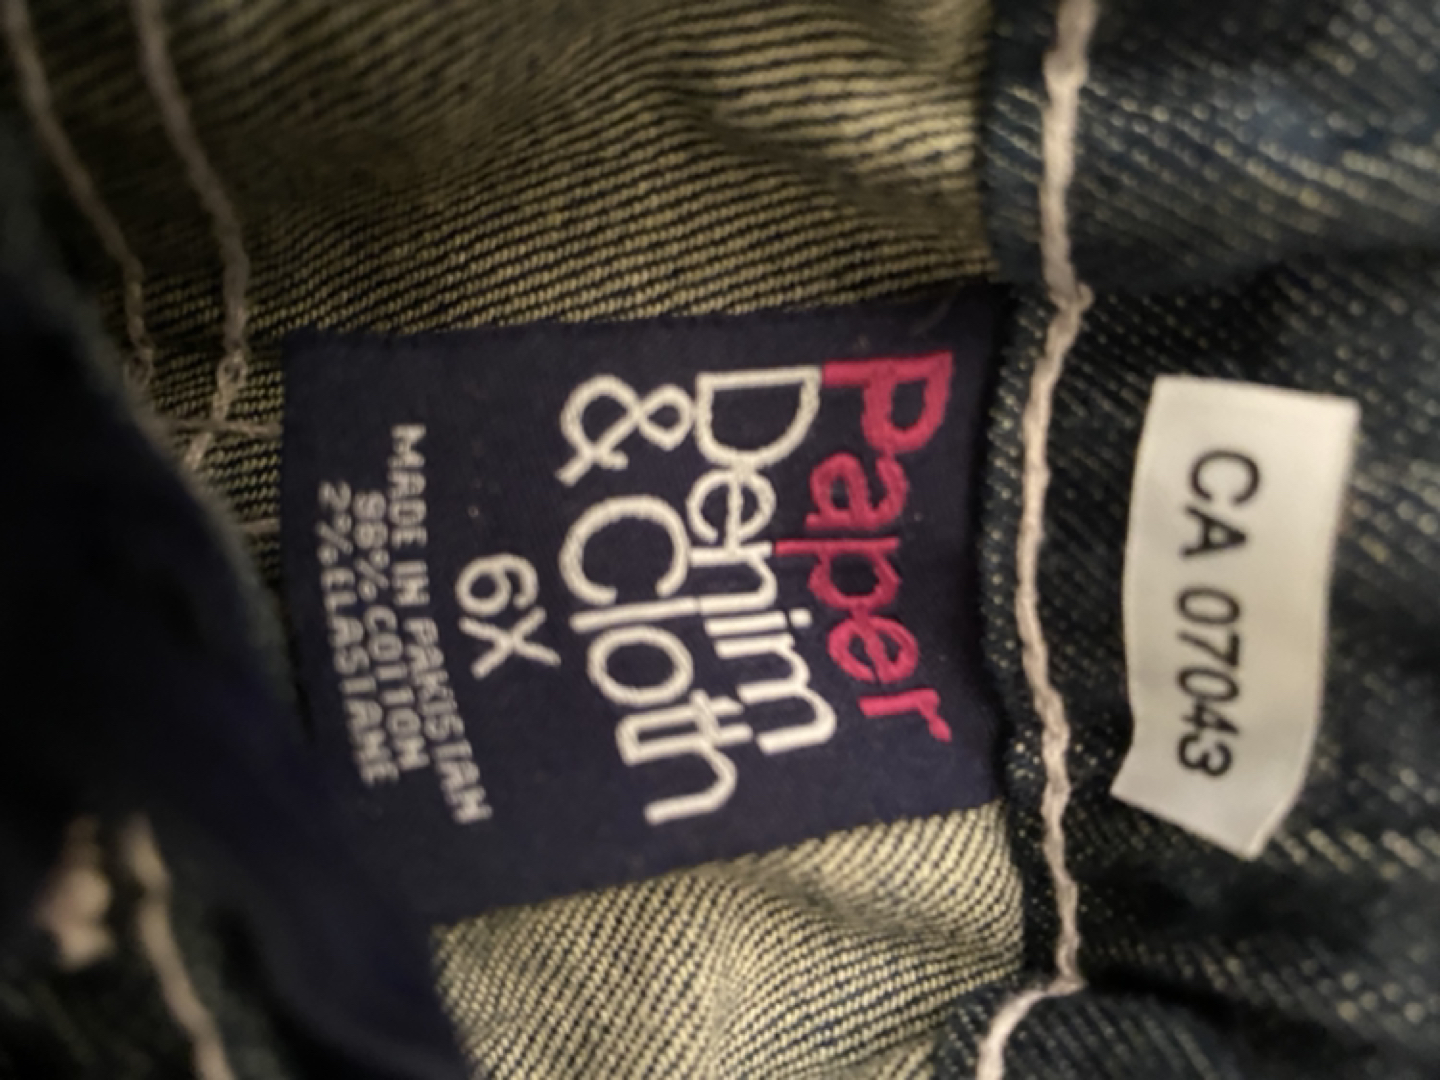 CA 07043
Paper
Denim
& Cloth
6X
MADE IN PAKISTAN
98% COTTON
2% ELASTANE